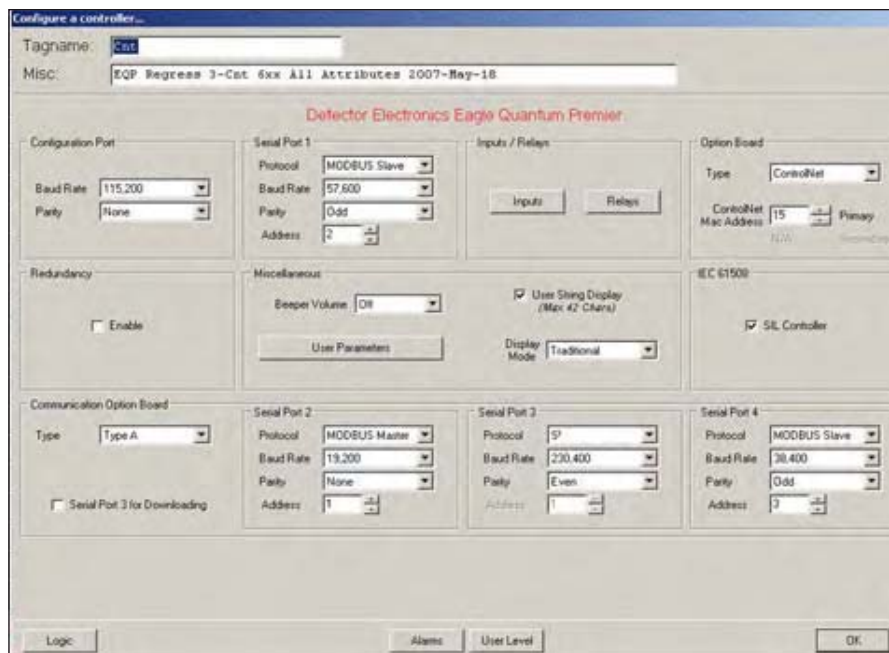 Configure a controller...
Tagname: Cnt
Misc: EQP Regress 3-Cnt 6xx All Attributes 2007-May-18
Detector Electronics Eagle Quantum Premier
Configuration Port
Baud Rate 115,200
Parity None
Serial Port 1
Protocol MODBUS Slave
Baud Rate 57,600
Parity Odd
Address 2
Inputs / Relays
Inputs Relays
Option Board
Type ControlNet
ControlNet
Mac Address 15 Primary
N/A
Redundancy
Enable
Miscellaneous
Beeper Volume Off
User Parameters
User String Display
(Max 42 Chars)
Display
Mode Traditional
IEC 61508
SIL Controller
Communication Option Board
Type Type A
Serial Port 3 for Downloading
Serial Port 2
Protocol MODBUS Master
Baud Rate 19,200
Parity None
Address 1
Serial Port 3
Protocol S³
Baud Rate 230,400
Parity Even
Address 1
Serial Port 4
Protocol MODBUS Slave
Baud Rate 38,400
Parity Odd
Address 3
Logic Alarms User Level OK